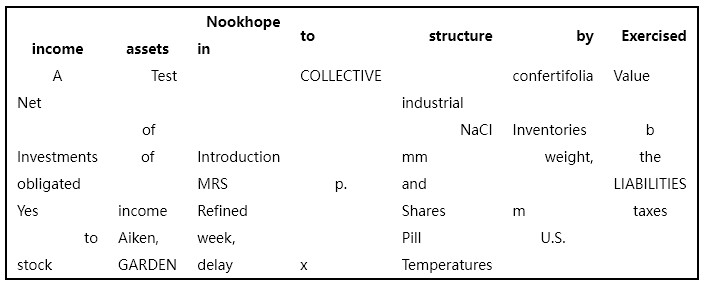 income assets Nookhope in to structure by Exercised
A Test COLLECTIVE confertifolia Value
Net industrial
of NaCl Inventories b
Investments of Introduction mm weight, the
obligated MRS p. and LIABILITIES
Yes income Refined Shares m taxes
to Aiken, week, Pill U.S.
stock GARDEN delay x Temperatures